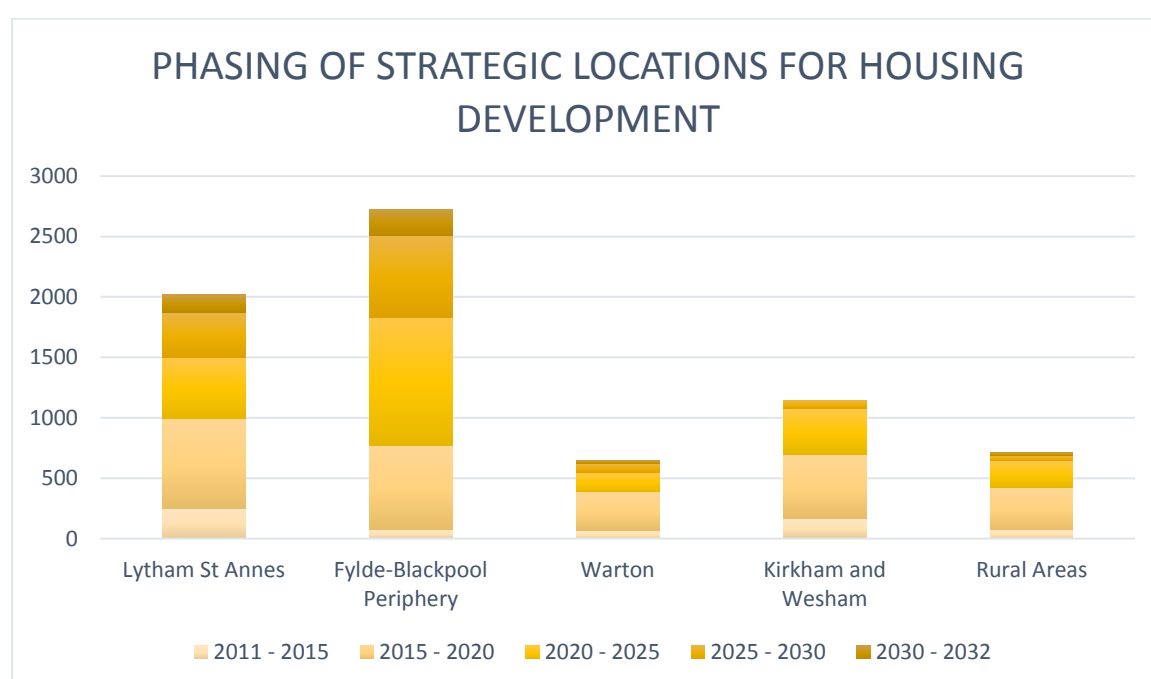 PHASING OF STRATEGIC LOCATIONS FOR HOUSING
DEVELOPMENT
3000
2500
2000
1500
1000
500
0
Lytham St Annes
Fylde-Blackpool
Periphery
Warton
Kirkham and
Wesham
Rural Areas
2011 - 2015
2015 - 2020
2020 - 2025
2025 - 2030
2030 - 2032